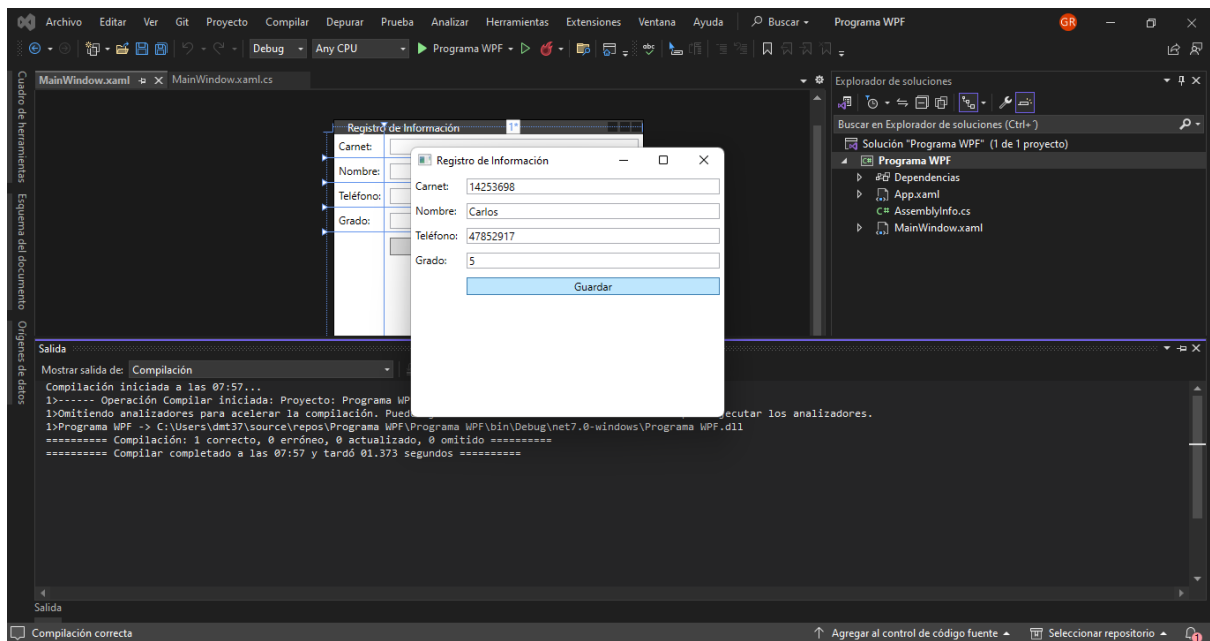 Archivo Editar Ver Git Proyecto Compilar Depurar Prueba Analizar Herramientas Extensiones Ventana Ayuda Buscar Programa WPF GR
Debug Any CPU Programa WPF
Cuadro de herramientas
Esquema del documento
Orígenes de datos
MainWindow.xaml MainWindow.xaml.cs
Registro de Información 1*
Carnet:
Nombre:
Teléfono:
Grado:
Registro de Información
Carnet: 14253698
Nombre: Carlos
Teléfono: 47852917
Grado: 5
Guardar
Explorador de soluciones
Buscar en Explorador de soluciones (Ctrl+´)
Solución "Programa WPF" (1 de 1 proyecto)
C# Programa WPF
Dependencias
App.xaml
C# AssemblyInfo.cs
MainWindow.xaml
Salida
Mostrar salida de: Compilación
Compilación iniciada a las 07:57...
1>------ Operación Compilar iniciada: Proyecto: Programa WP
1>Omitiendo analizadores para acelerar la compilación. Pued ecutar los analizadores.
1>Programa WPF -> C:\Users\dmt37\source\repos\Programa WPF\Programa WPF\bin\Debug\net7.0-windows\Programa WPF.dll
========== Compilación: 1 correcto, 0 erróneo, 0 actualizado, 0 omitido ==========
========== Compilar completado a las 07:57 y tardó 01.373 segundos ==========
Salida
Compilación correcta Agregar al control de código fuente Seleccionar repositorio 1